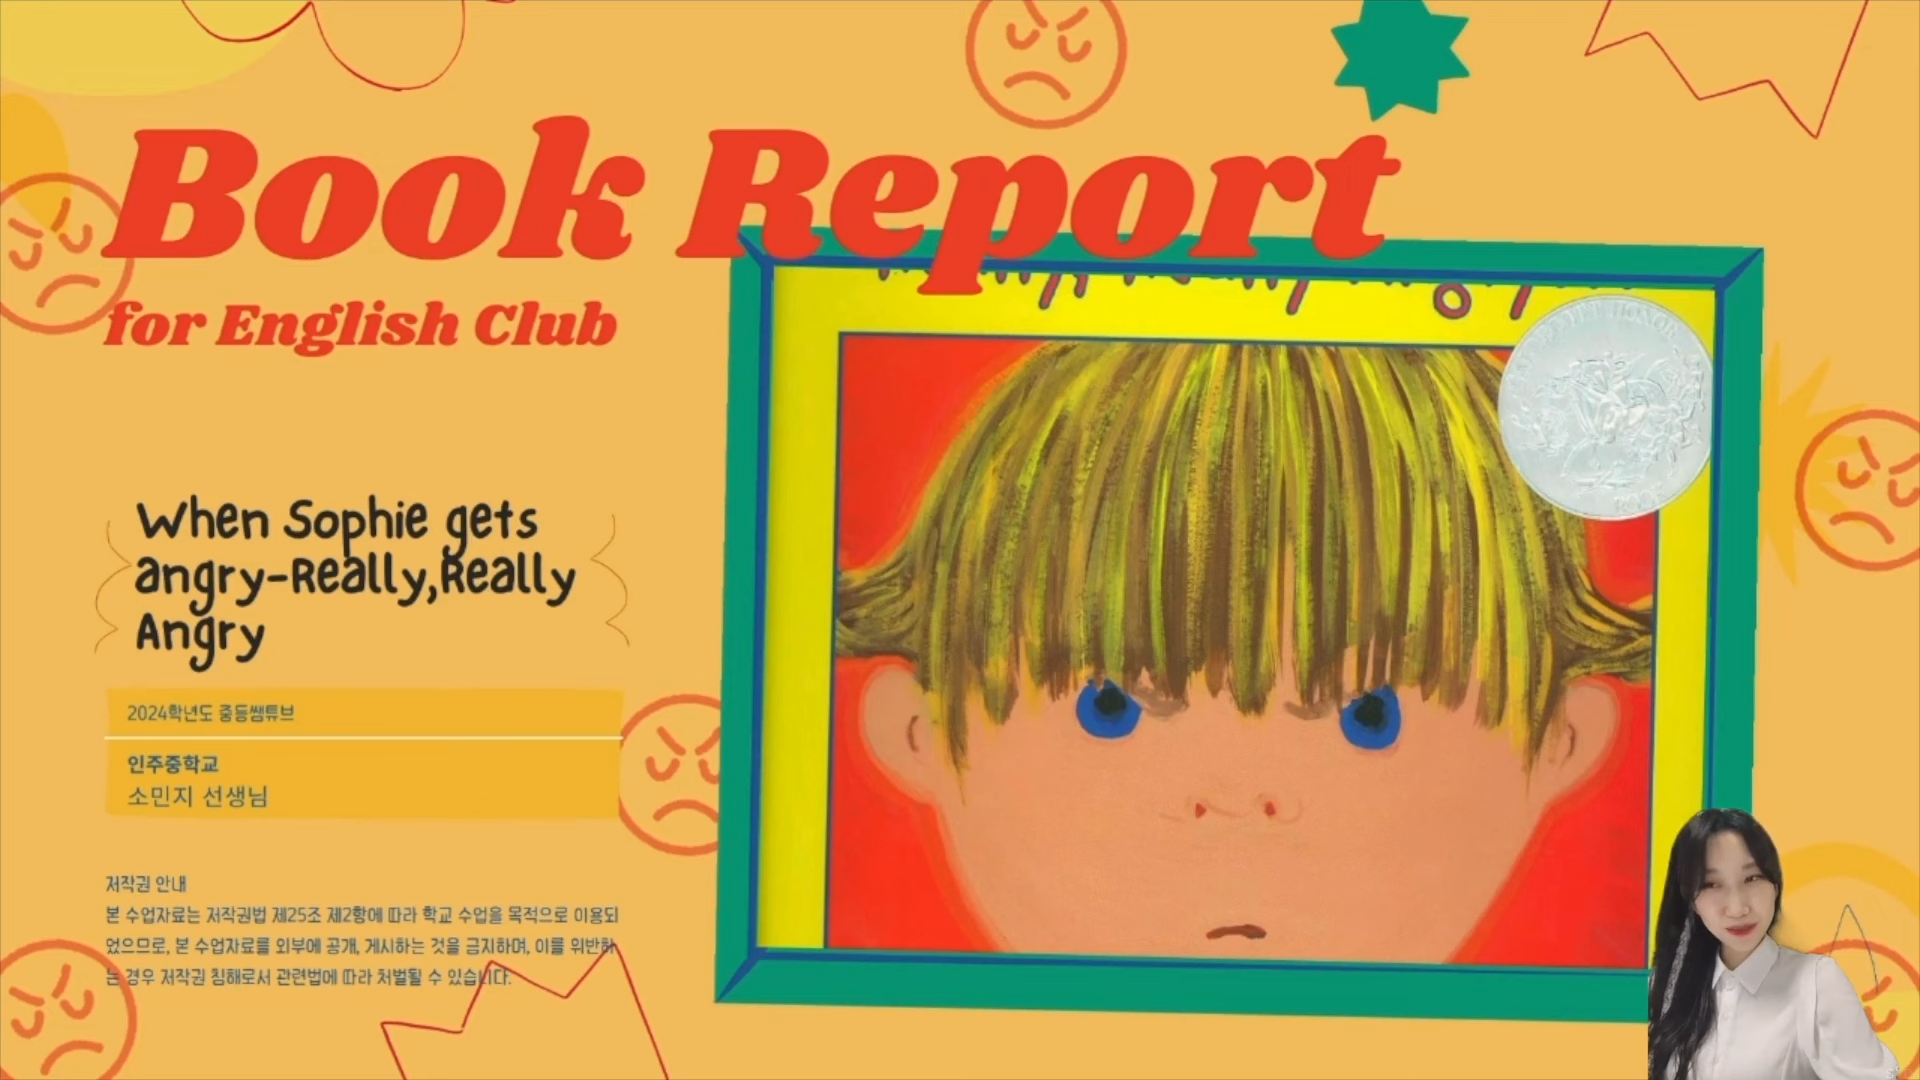 Book Report
for English Club
When Sophie gets
angry-Really,Really
Angry
2024학년도 중등쌤튜브
인주중학교
소민지 선생님
저작권 안내
본 수업자료는 저작권법 제25조 제2항에 따라 학교 수업을 목적으로 이용되
었으므로, 본 수업자료를 외부에 공개, 게시하는 것을 금지하며, 이를 위반하
는 경우 저작권 침해로서 관련법에 따라 처벌될 수 있습니다.